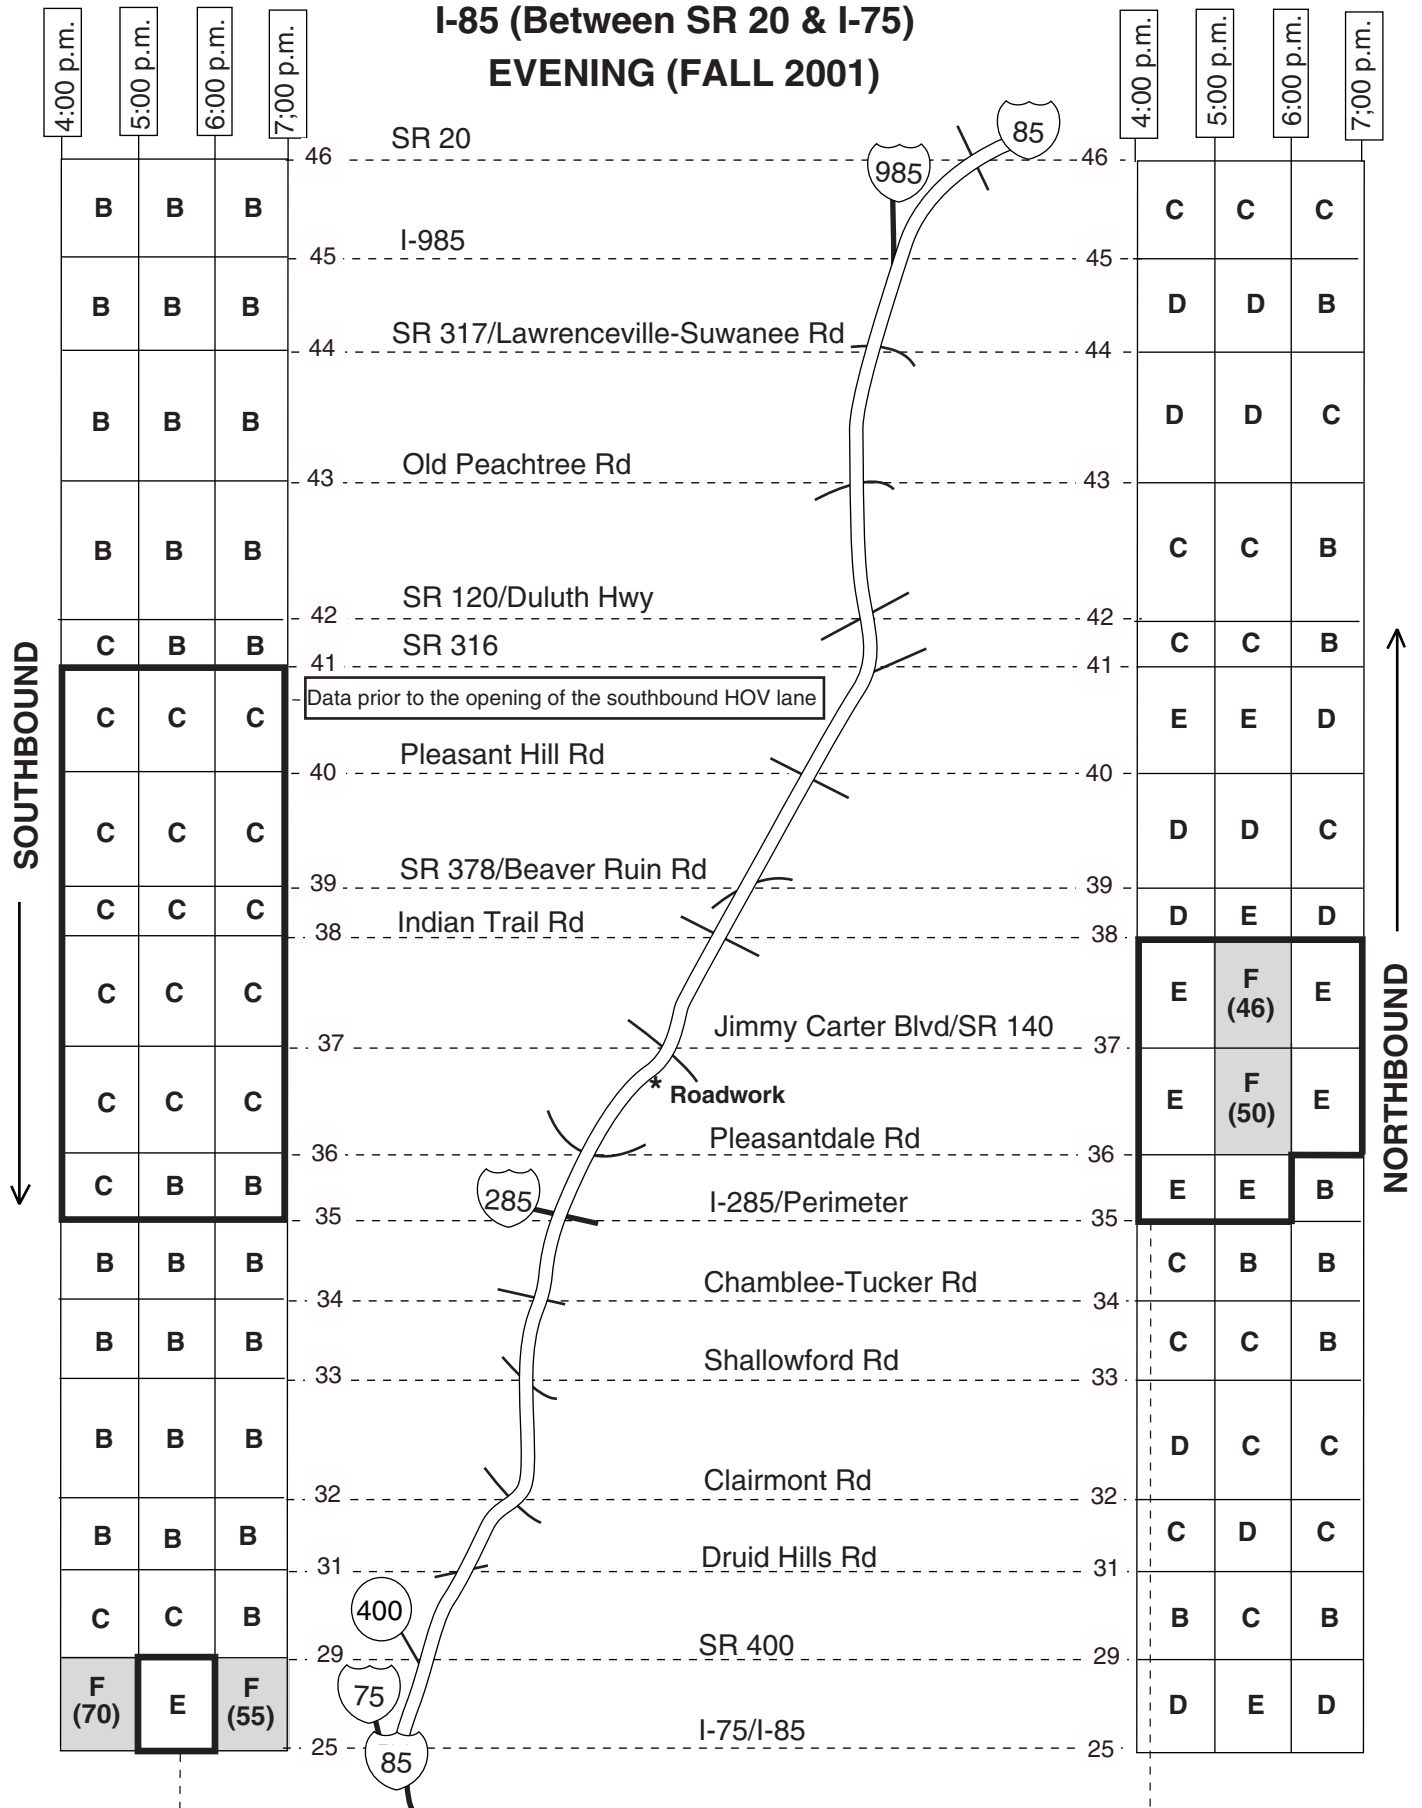 I-85 (Between SR 20 & I-75)
EVENING (FALL 2001)
4:00 p.m. 5:00 p.m. 6:00 p.m. 7;00 p.m.
4:00 p.m. 5:00 p.m. 6:00 p.m. 7;00 p.m.
85
46 SR 20 46
985
B B B C C C
45 I-985 45
B B B D D B
44 SR 317/Lawrenceville-Suwanee Rd 44
B B B D D C
43 Old Peachtree Rd 43
B B B C C B
42 SR 120/Duluth Hwy 42
C B B C C B
41 SR 316 41
Data prior to the opening of the southbound HOV lane
C C C E E D
40 Pleasant Hill Rd 40
C C C D D C
39 SR 378/Beaver Ruin Rd 39
C C C D E D
38 Indian Trail Rd 38
C C C E F (46) E
37 Jimmy Carter Blvd/SR 140 37
* Roadwork
C C C E F (50) E
36 Pleasantdale Rd 36
C B B E E B
285
35 I-285/Perimeter 35
B B B C B B
34 Chamblee-Tucker Rd 34
B B B C C B
33 Shallowford Rd 33
B B B D C C
32 Clairmont Rd 32
B B B C D C
31 Druid Hills Rd 31
400
C C B B C B
29 SR 400 29
75
F (70) E F (55) D E D
25 I-75/I-85 25
85
SOUTHBOUND
NORTHBOUND